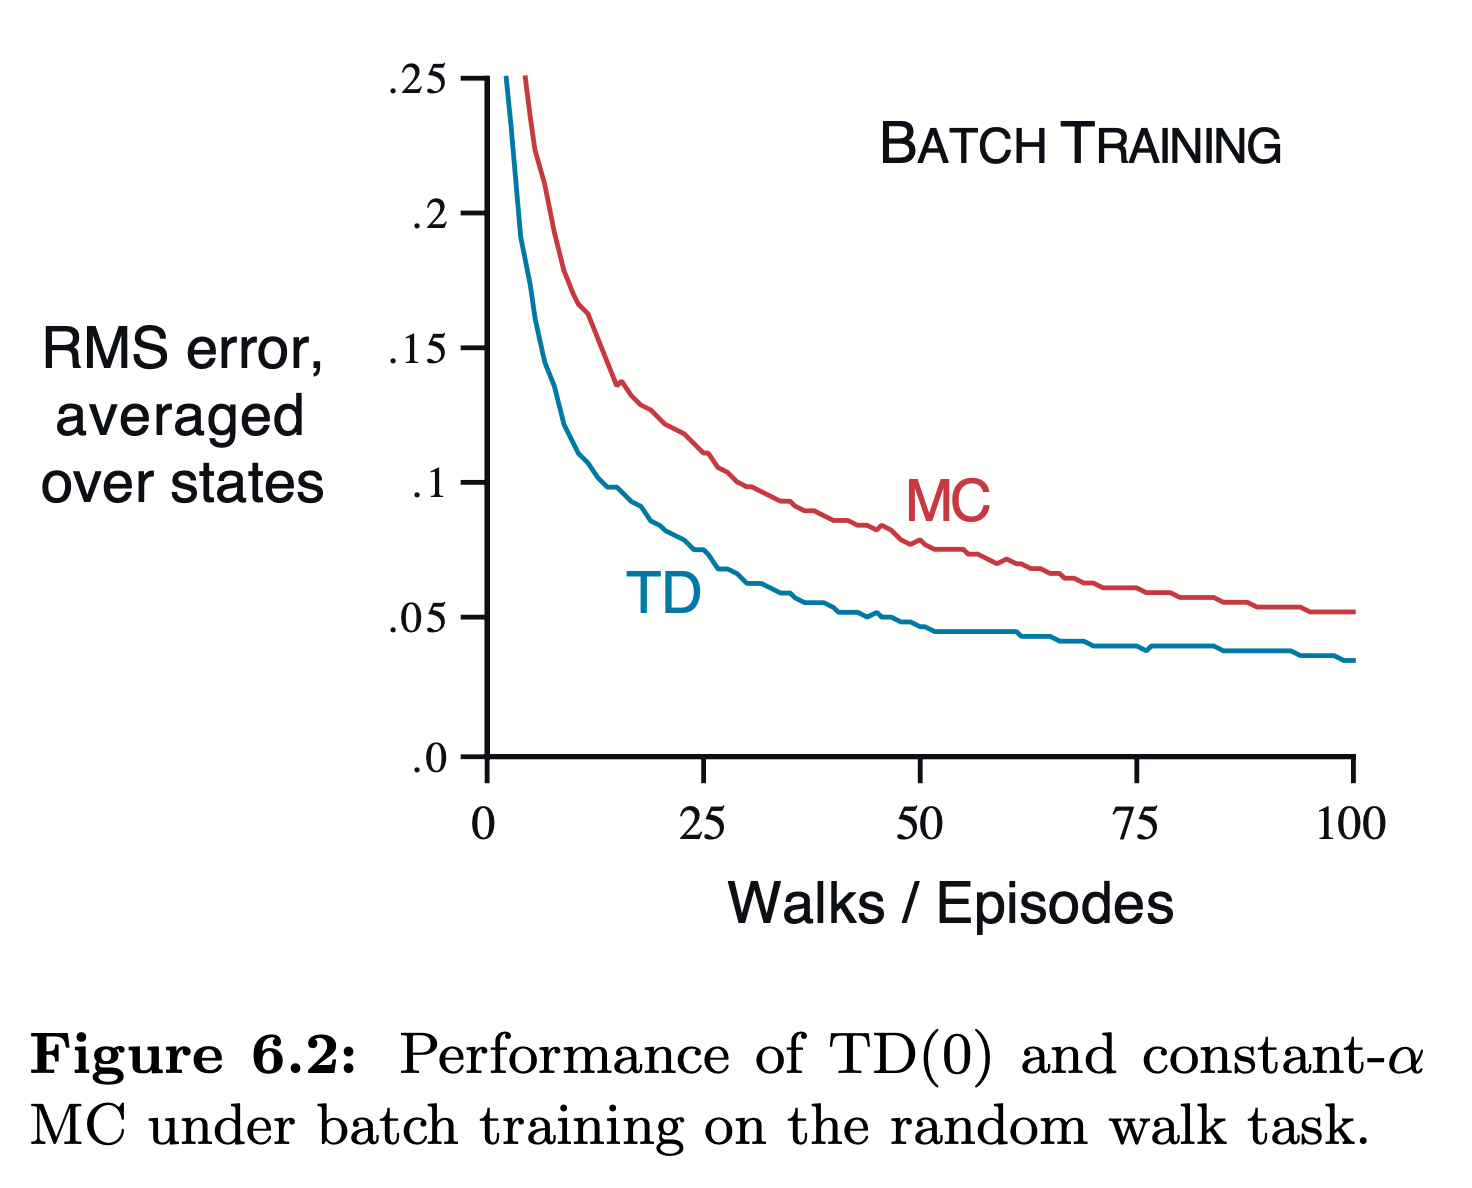 .25
BATCH TRAINING
.2
.15
RMS error,
averaged
over states
.1
MC
TD
.05
.0
0 25 50 75 100
Walks / Episodes
Figure 6.2: Performance of TD(0) and constant-α
MC under batch training on the random walk task.